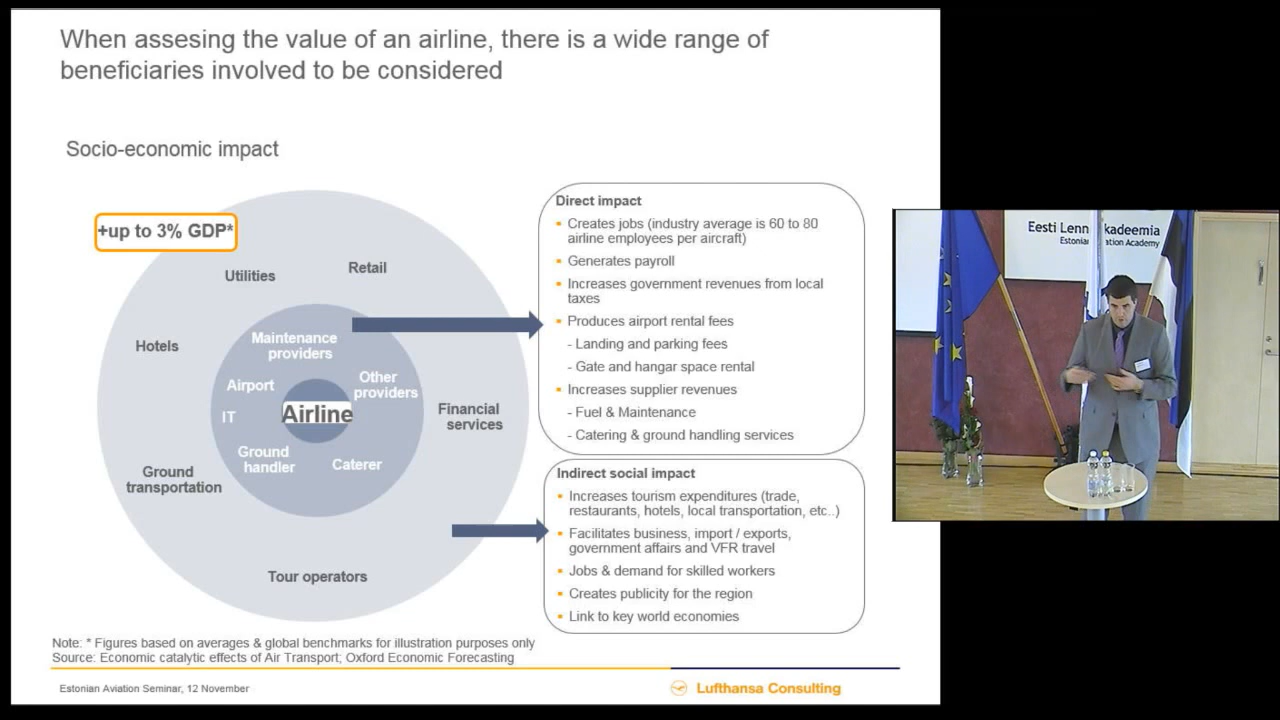 When assesing the value of an airline, there is a wide range of
beneficiaries involved to be considered
Socio-economic impact
+up to 3% GDP*
Utilities
Retail
Hotels
Maintenance
providers
Airport
Other
providers
IT
Airline
Financial
services
Ground
handler
Caterer
Ground
transportation
Tour operators
Direct impact
Creates jobs (industry average is 60 to 80
airline employees per aircraft)
Generates payroll
Increases government revenues from local
taxes
Produces airport rental fees
- Landing and parking fees
- Gate and hangar space rental
Increases supplier revenues
- Fuel & Maintenance
- Catering & ground handling services
Indirect social impact
Increases tourism expenditures (trade,
restaurants, hotels, local transportation, etc..)
Facilitates business, import / exports,
government affairs and VFR travel
Jobs & demand for skilled workers
Creates publicity for the region
Link to key world economies
Note: * Figures based on averages & global benchmarks for illustration purposes only
Source: Economic catalytic effects of Air Transport; Oxford Economic Forecasting
Estonian Aviation Seminar, 12 November
Lufthansa Consulting
Eesti Lenn kadeemia
Estonia ation Academy